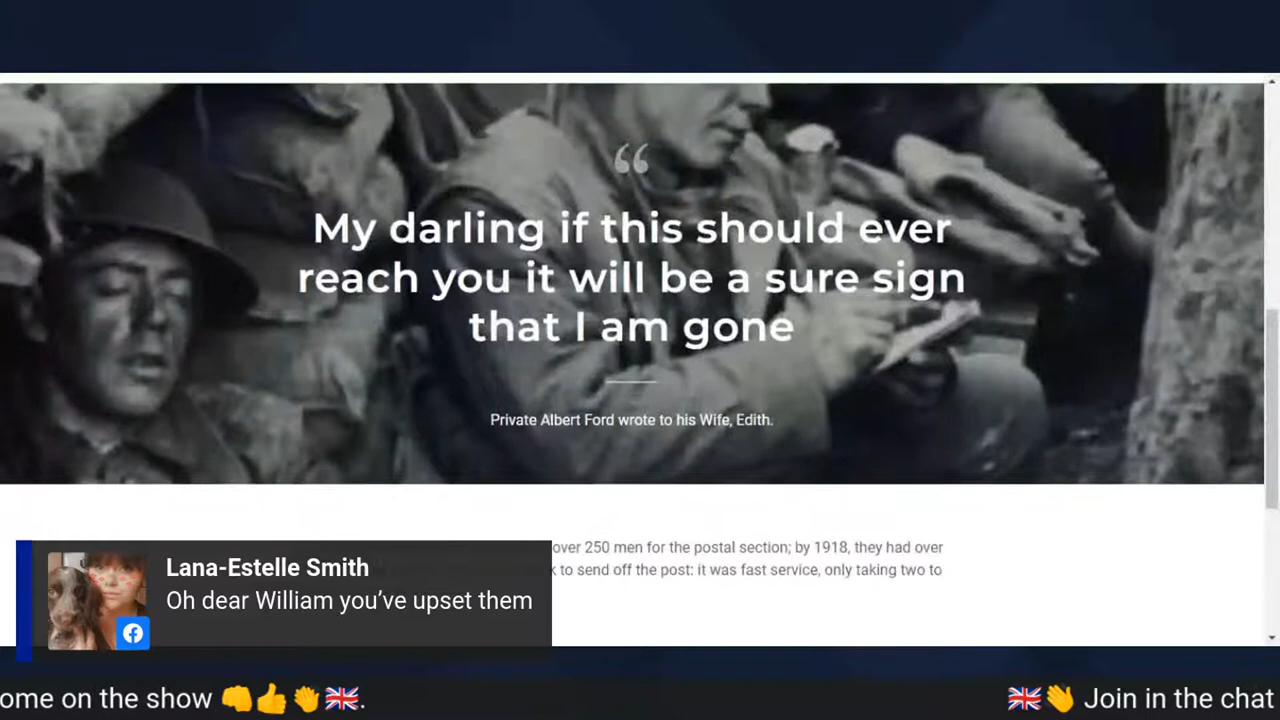 “
My darling if this should ever
reach you it will be a sure sign
that I am gone
Private Albert Ford wrote to his Wife, Edith.
over 250 men for the postal section; by 1918, they had over
to send off the post: it was fast service, only taking two to
Lana-Estelle Smith
Oh dear William you’ve upset them
ome on the show 👊👍👏🇬🇧.
🇬🇧👋 Join in the chat